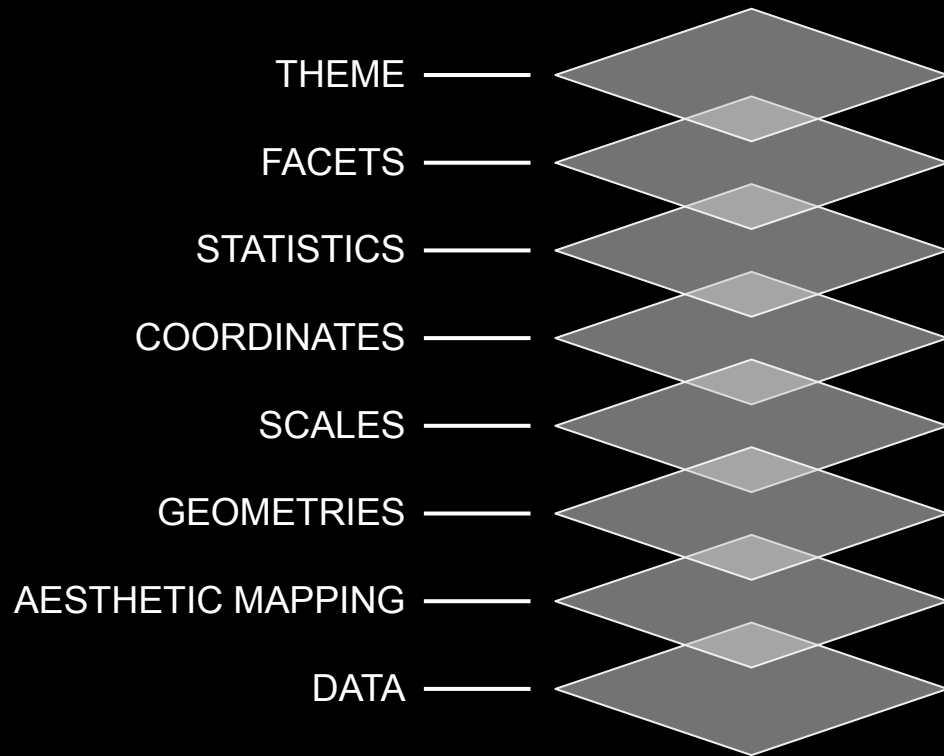 THEME
FACETS
STATISTICS
COORDINATES
SCALES
GEOMETRIES
AESTHETIC MAPPING
DATA